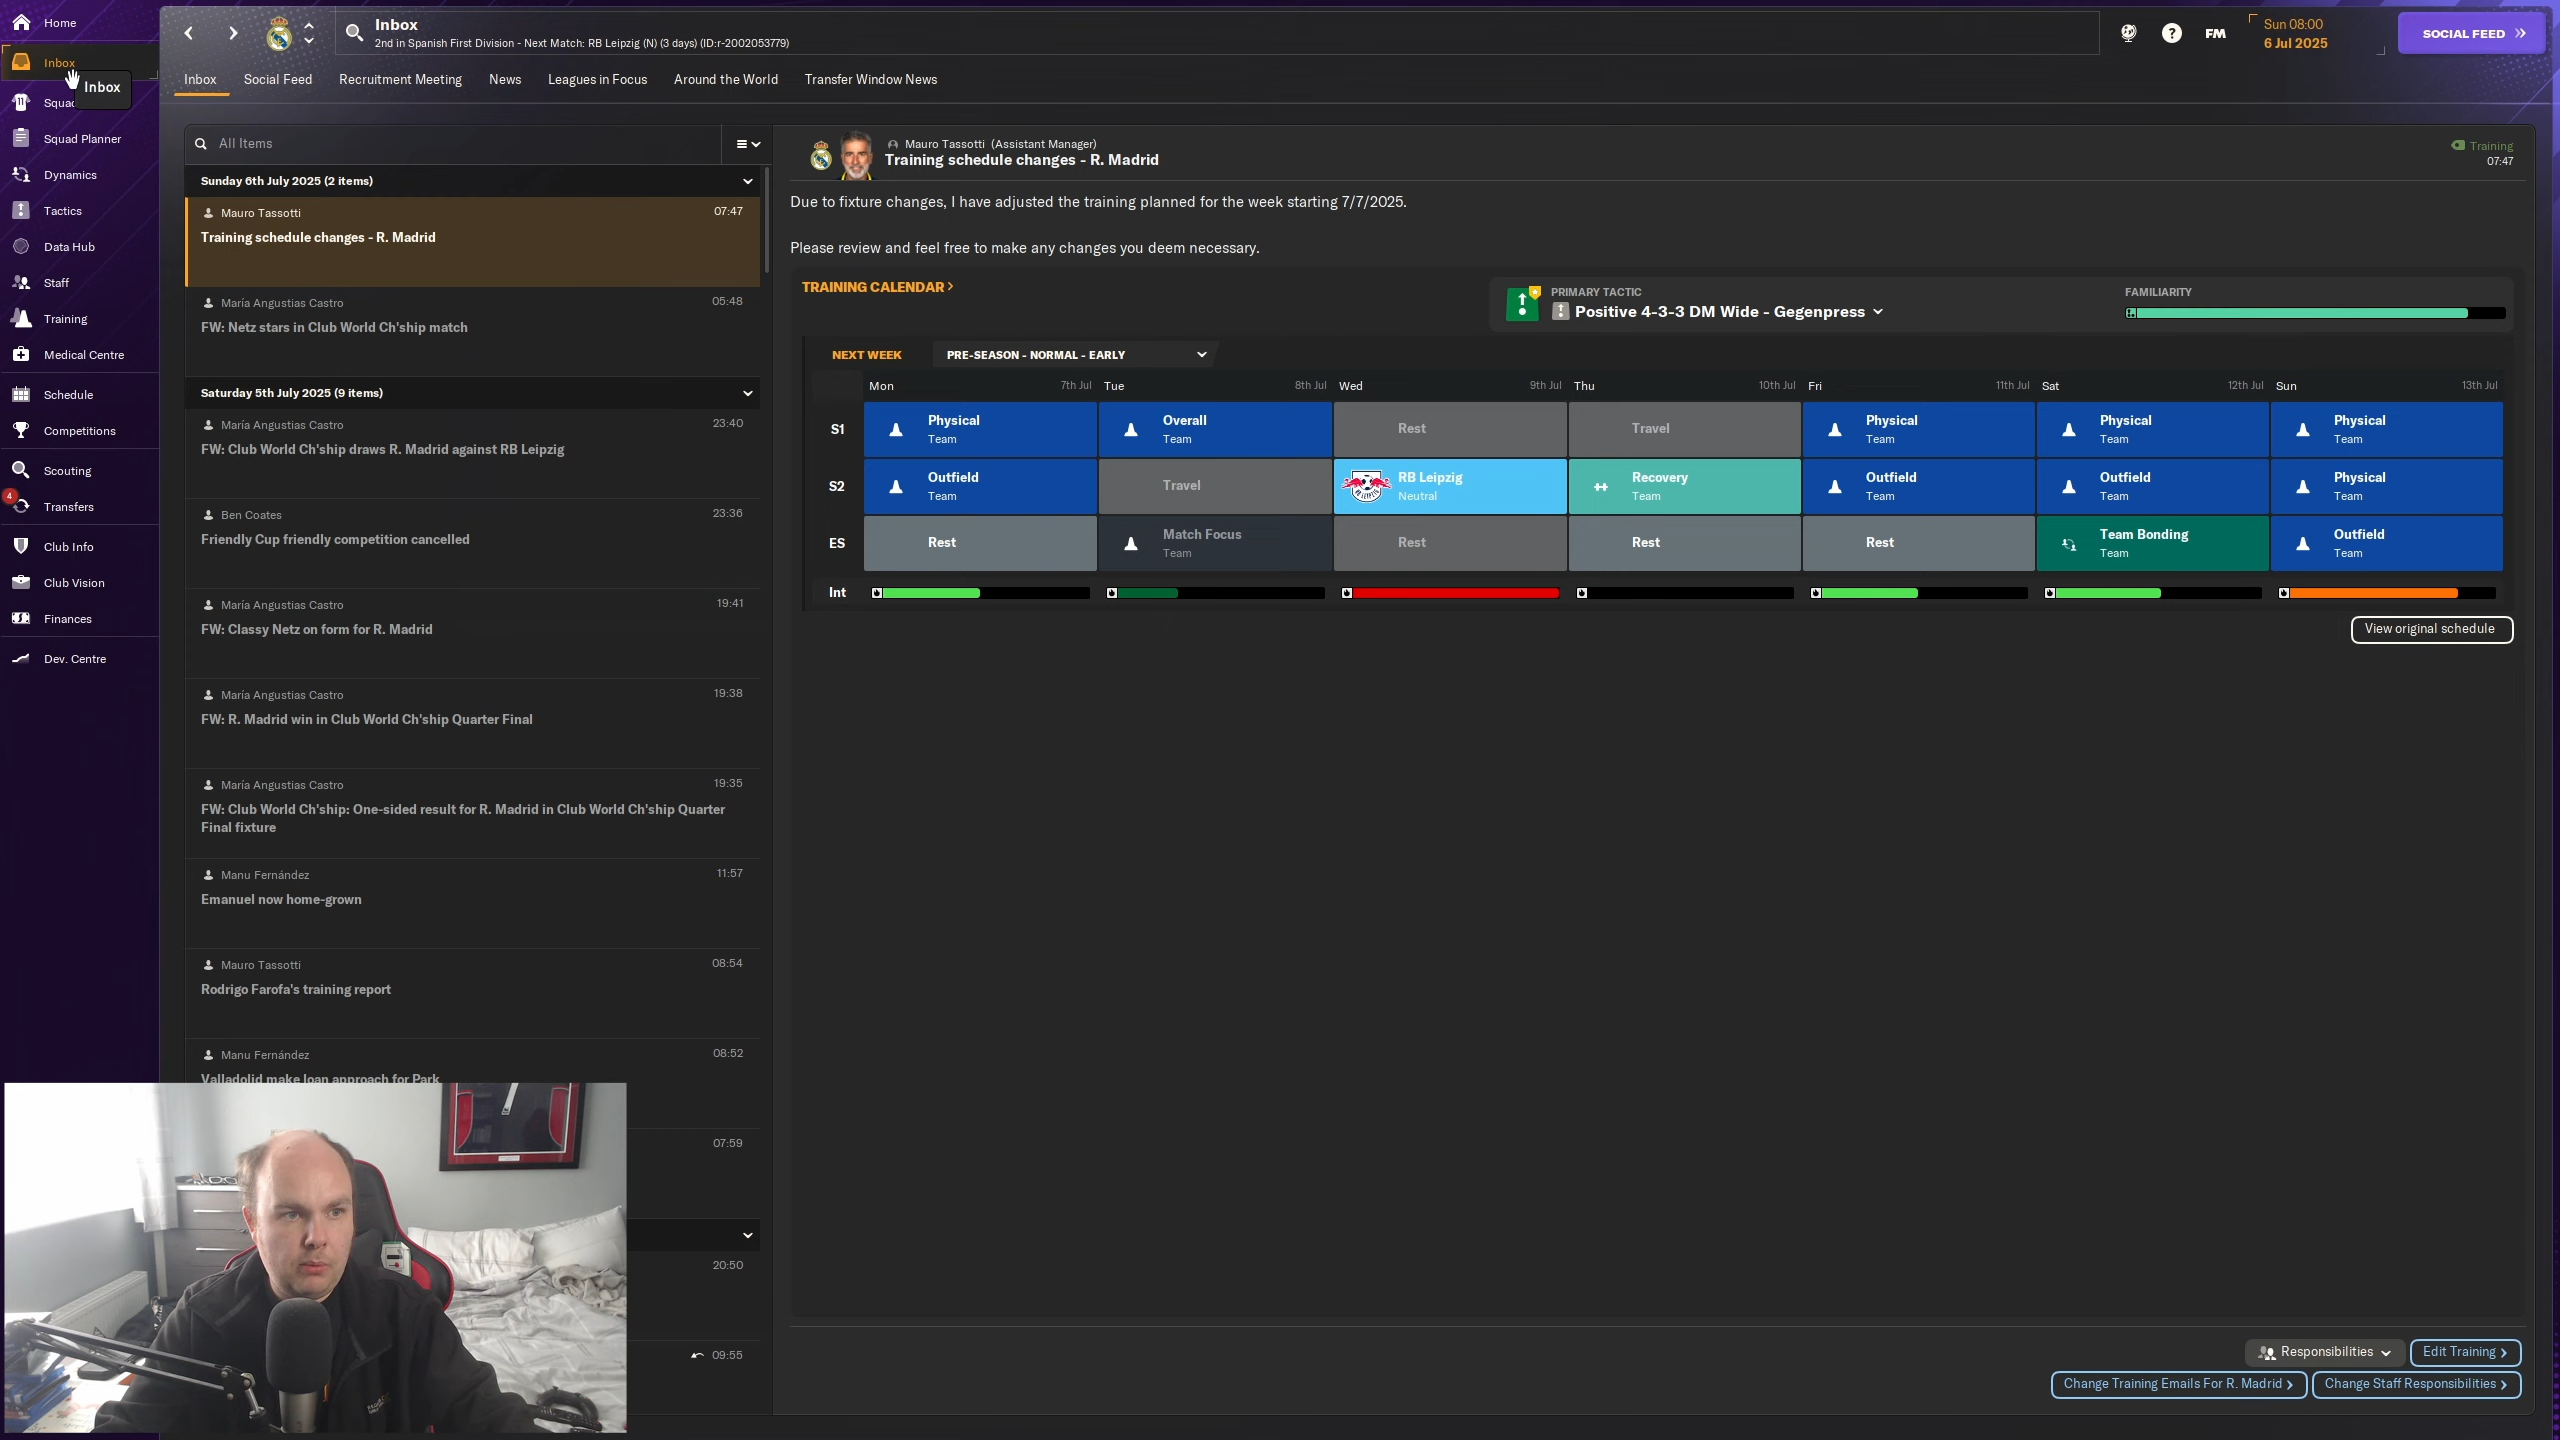 Home
Inbox
Inbox
Squad
Squad Planner
Dynamics
Tactics
Data Hub
Staff
Training
Medical Centre
Schedule
Competitions
Scouting
4
Transfers
Club Info
Club Vision
Finances
Dev. Centre
Inbox
2nd in Spanish First Division - Next Match: RB Leipzig (N) (3 days) (ID:r-2002053779)
FM
Sun 08:00
6 Jul 2025
SOCIAL FEED
Inbox Social Feed Recruitment Meeting News Leagues in Focus Around the World Transfer Window News
All Items
Sunday 6th July 2025 (2 items)
Mauro Tassotti 07:47
Training schedule changes - R. Madrid
María Angustias Castro 05:48
FW: Netz stars in Club World Ch'ship match
Saturday 5th July 2025 (9 items)
María Angustias Castro 23:40
FW: Club World Ch'ship draws R. Madrid against RB Leipzig
Ben Coates 23:36
Friendly Cup friendly competition cancelled
María Angustias Castro 19:41
FW: Classy Netz on form for R. Madrid
María Angustias Castro 19:38
FW: R. Madrid win in Club World Ch'ship Quarter Final
María Angustias Castro 19:35
FW: Club World Ch'ship: One-sided result for R. Madrid in Club World Ch'ship Quarter
Final fixture
Manu Fernández 11:57
Emanuel now home-grown
Mauro Tassotti 08:54
Rodrigo Farofa's training report
Manu Fernández 08:52
Valladolid make loan approach for Park
07:59
20:50
09:55
Mauro Tassotti (Assistant Manager)
Training schedule changes - R. Madrid
Training
07:47
Due to fixture changes, I have adjusted the training planned for the week starting 7/7/2025.
Please review and feel free to make any changes you deem necessary.
TRAINING CALENDAR >
PRIMARY TACTIC
Positive 4-3-3 DM Wide - Gegenpress
FAMILIARITY
NEXT WEEK PRE-SEASON - NORMAL - EARLY
Mon 7th Jul Tue 8th Jul Wed 9th Jul Thu 10th Jul Fri 11th Jul Sat 12th Jul Sun 13th Jul
S1 Physical Overall Rest Travel Physical Physical Physical
Team Team Team Team Team
S2 Outfield Travel RB Leipzig Recovery Outfield Outfield Physical
Team Neutral Team Team Team Team
ES Rest Match Focus Rest Rest Rest Team Bonding Outfield
Team Team Team
Int
View original schedule
Responsibilities
Edit Training >
Change Training Emails For R. Madrid >
Change Staff Responsibilities >